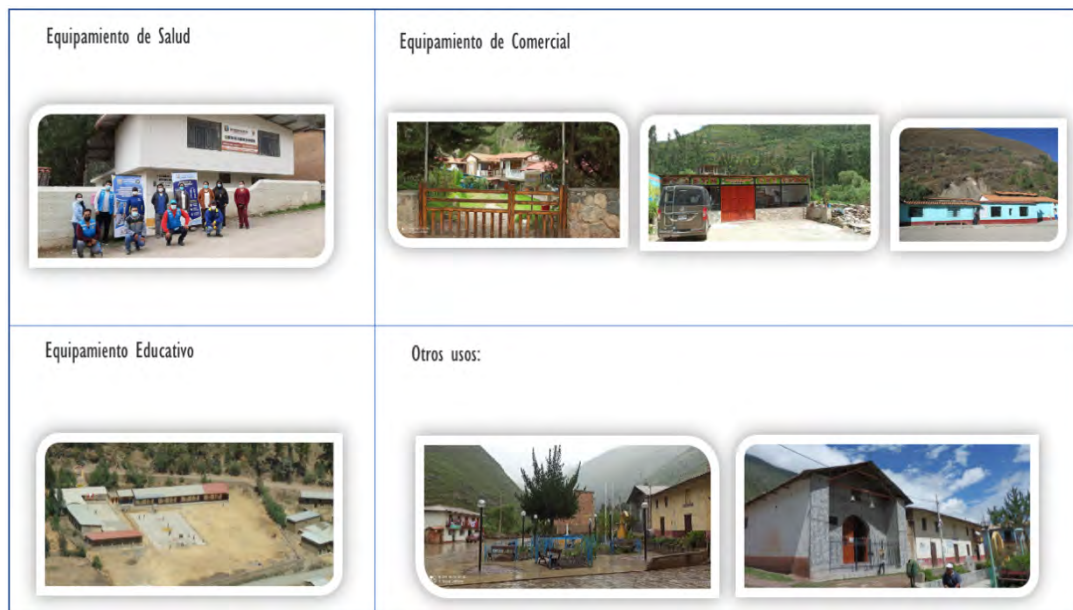 Equipamiento de Salud
Equipamiento de Comercial
Equipamiento Educativo
Otros usos: